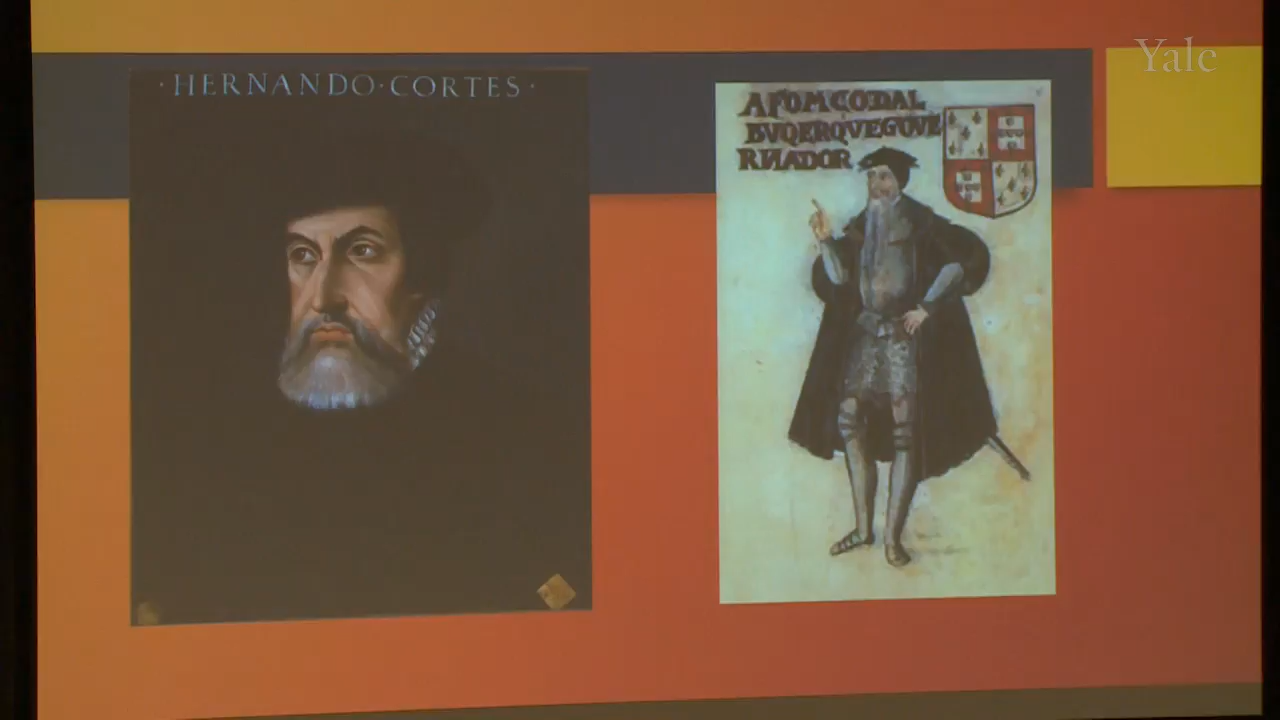 · HERNANDO · CORTES ·
AFOMCODAL
BVQERQVEGOVE
RNADOR
Yale